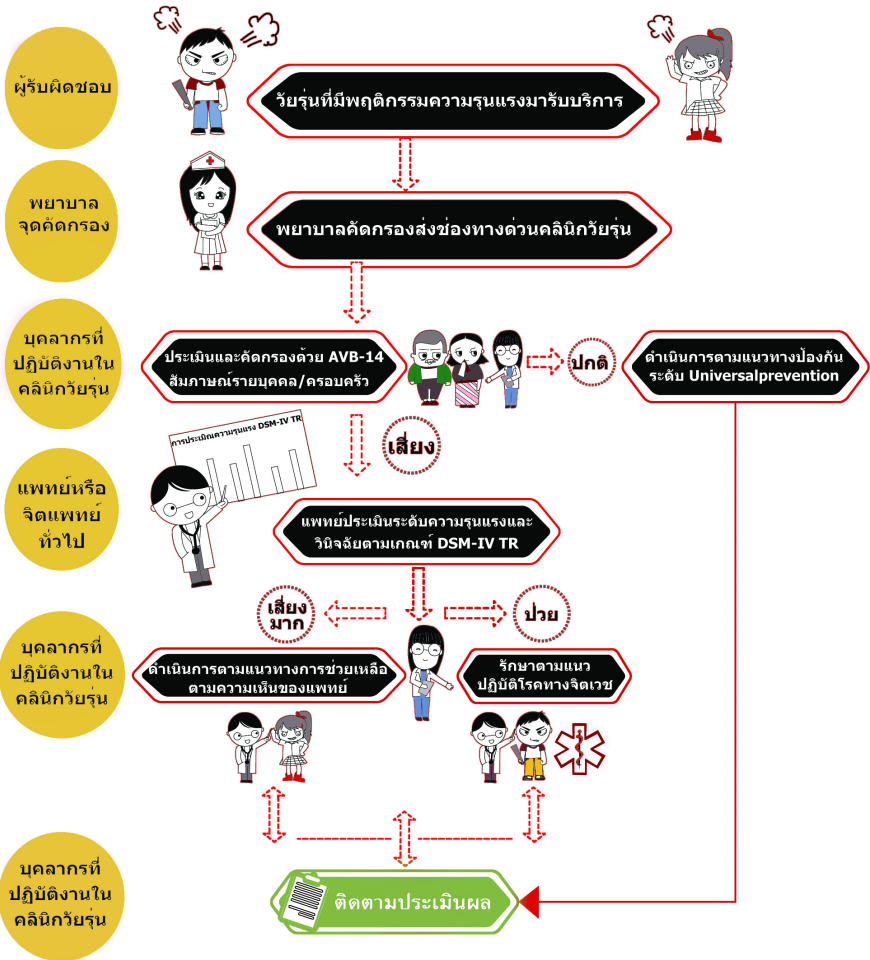 ผู้รับผิดชอบ
วัยรุ่นที่มีพฤติกรรมความรุนแรงมารับบริการ
พยาบาล
จุดคัดกรอง
พยาบาลคัดกรองส่งช่องทางด่วนคลินิกวัยรุ่น
บุคลากรที่
ปฏิบัติงานใน
คลินิกวัยรุ่น
ประเมินและคัดกรองด้วย AVB-14
สัมภาษณ์รายบุคคล/ครอบครัว
ปกติ
ดำเนินการตามแนวทางป้องกัน
ระดับ Universalprevention
เสี่ยง
การประเมิณความรุนแรง DSM-IV TR
แพทย์หรือ
จิตแพทย์
ทั่วไป
แพทย์ประเมินระดับความรุนแรงและ
วินิจฉัยตามเกณฑ์ DSM-IV TR
เสี่ยง
มาก
ป่วย
บุคลากรที่
ปฏิบัติงานใน
คลินิกวัยรุ่น
ดำเนินการตามแนวทางการช่วยเหลือ
ตามความเห็นของแพทย์
รักษาตามแนว
ปฏิบัติโรคทางจิตเวช
บุคลากรที่
ปฏิบัติงานใน
คลินิกวัยรุ่น
ติดตามประเมินผล